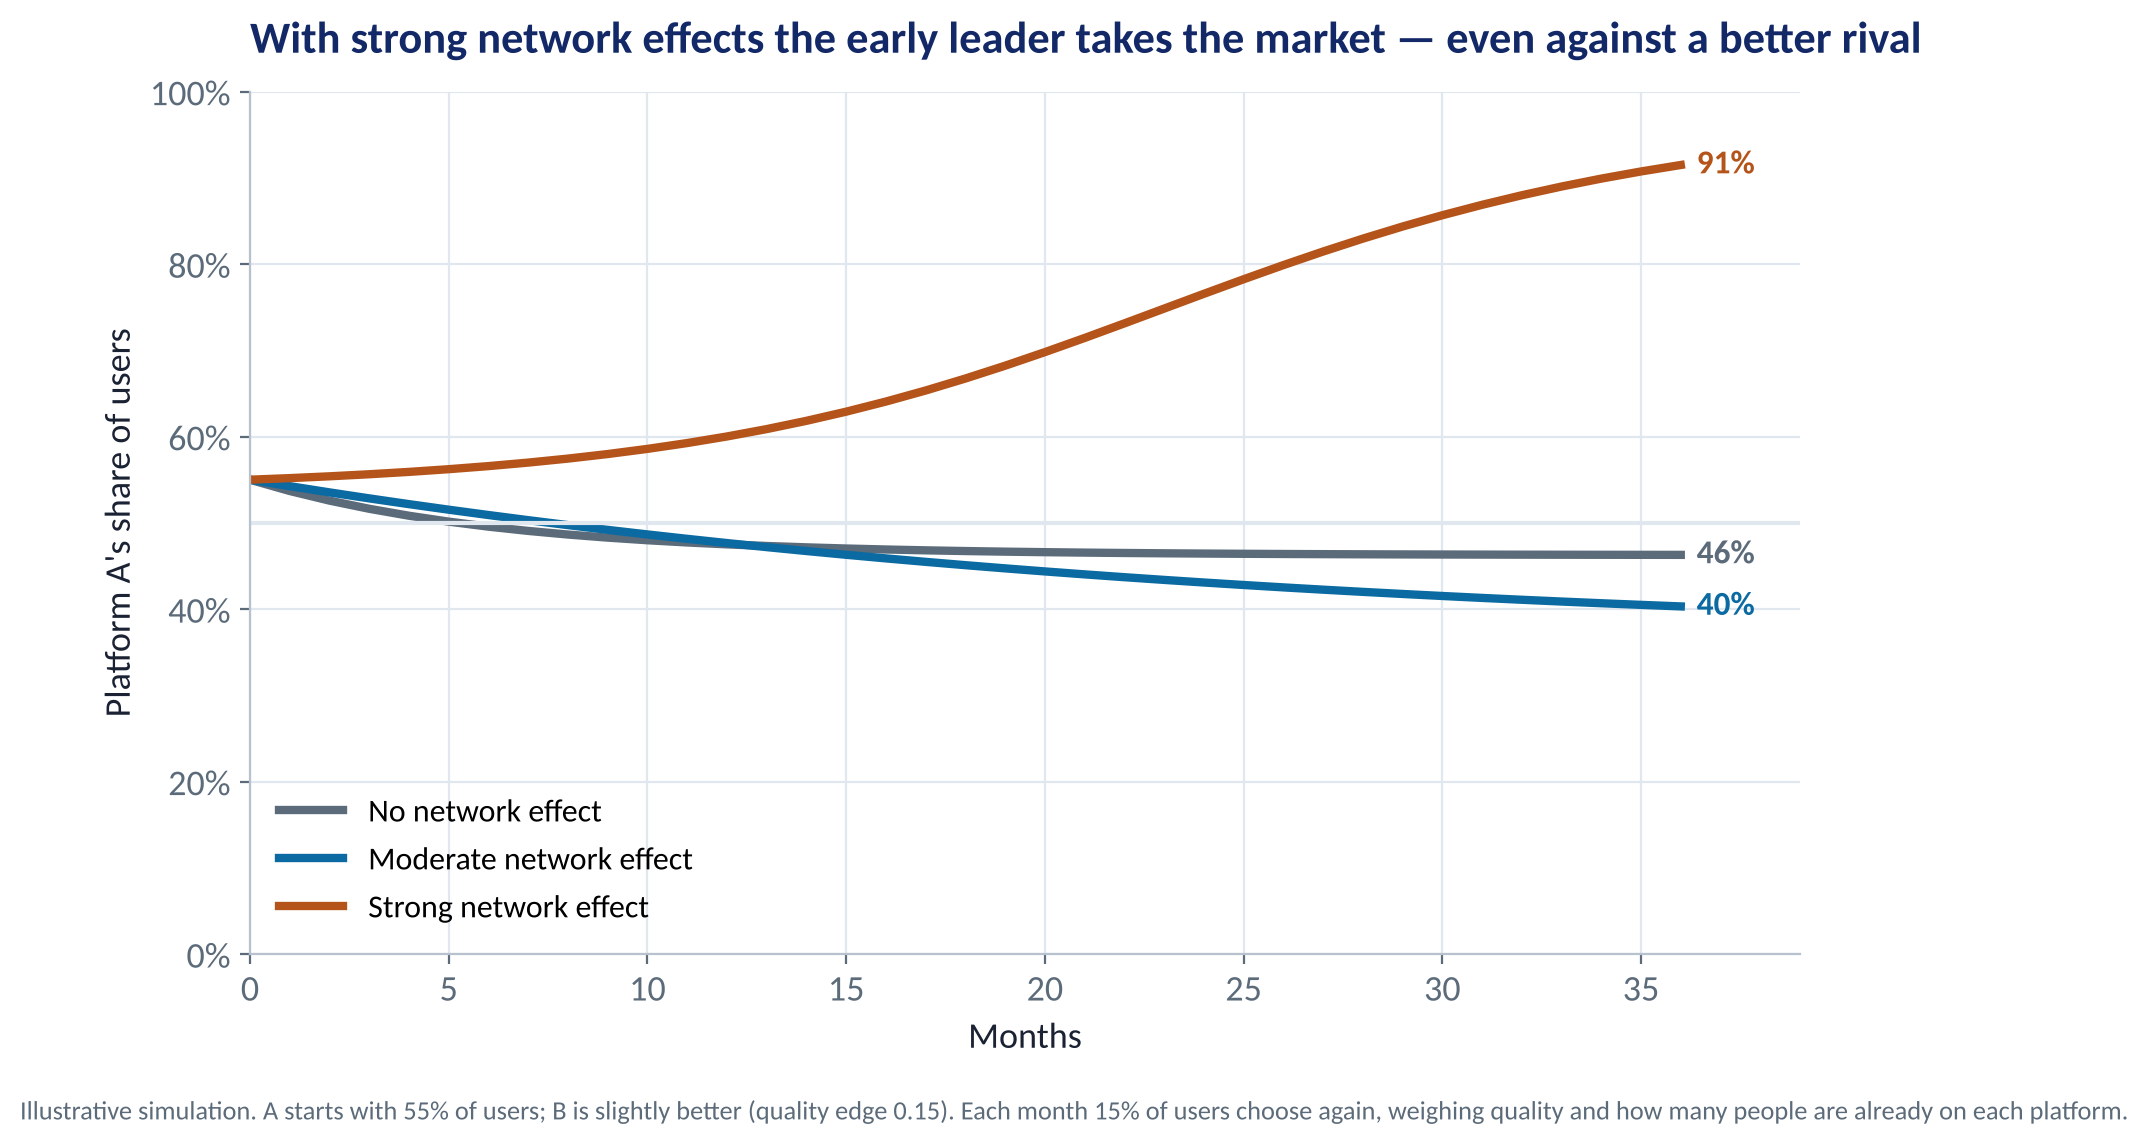 With strong network effects the early leader takes the market — even against a better rival
100%
80%
60%
40%
20%
0%
Platform A's share of users
91%
46%
40%
No network effect
Moderate network effect
Strong network effect
0 5 10 15 20 25 30 35
Months
Illustrative simulation. A starts with 55% of users; B is slightly better (quality edge 0.15). Each month 15% of users choose again, weighing quality and how many people are already on each platform.